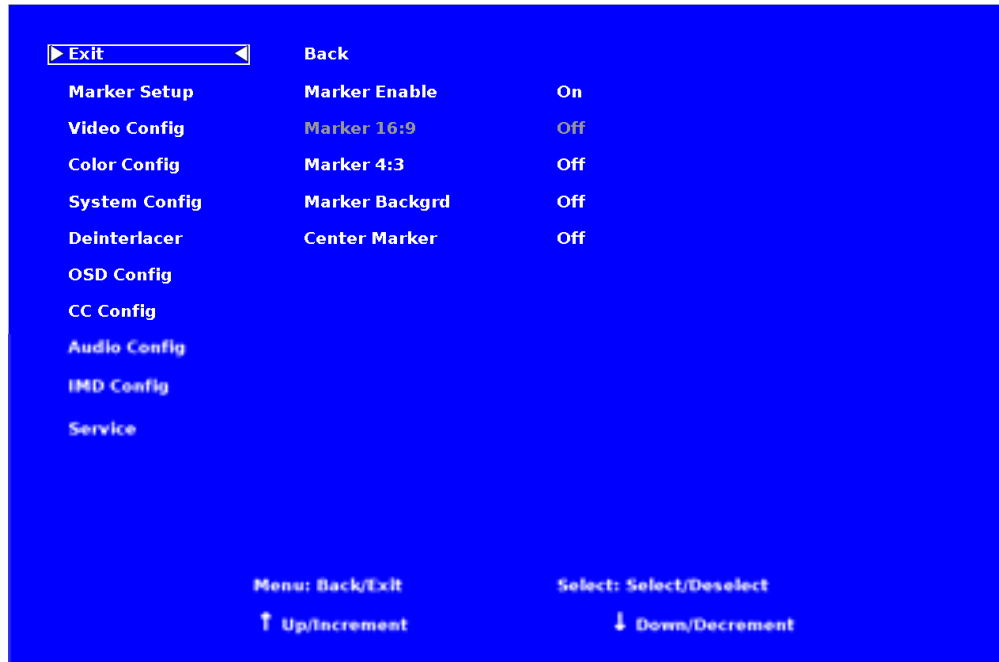 Exit Back
Marker Setup Marker Enable On
Video Config Marker 16:9 Off
Color Config Marker 4:3 Off
System Config Marker Backgrd Off
Deinterlacer Center Marker Off
OSD Config
CC Config
Audio Config
IMD Config
Service
Menu: Back/Exit Select: Select/Deselect
↑ Up/Increment ↓ Down/Decrement